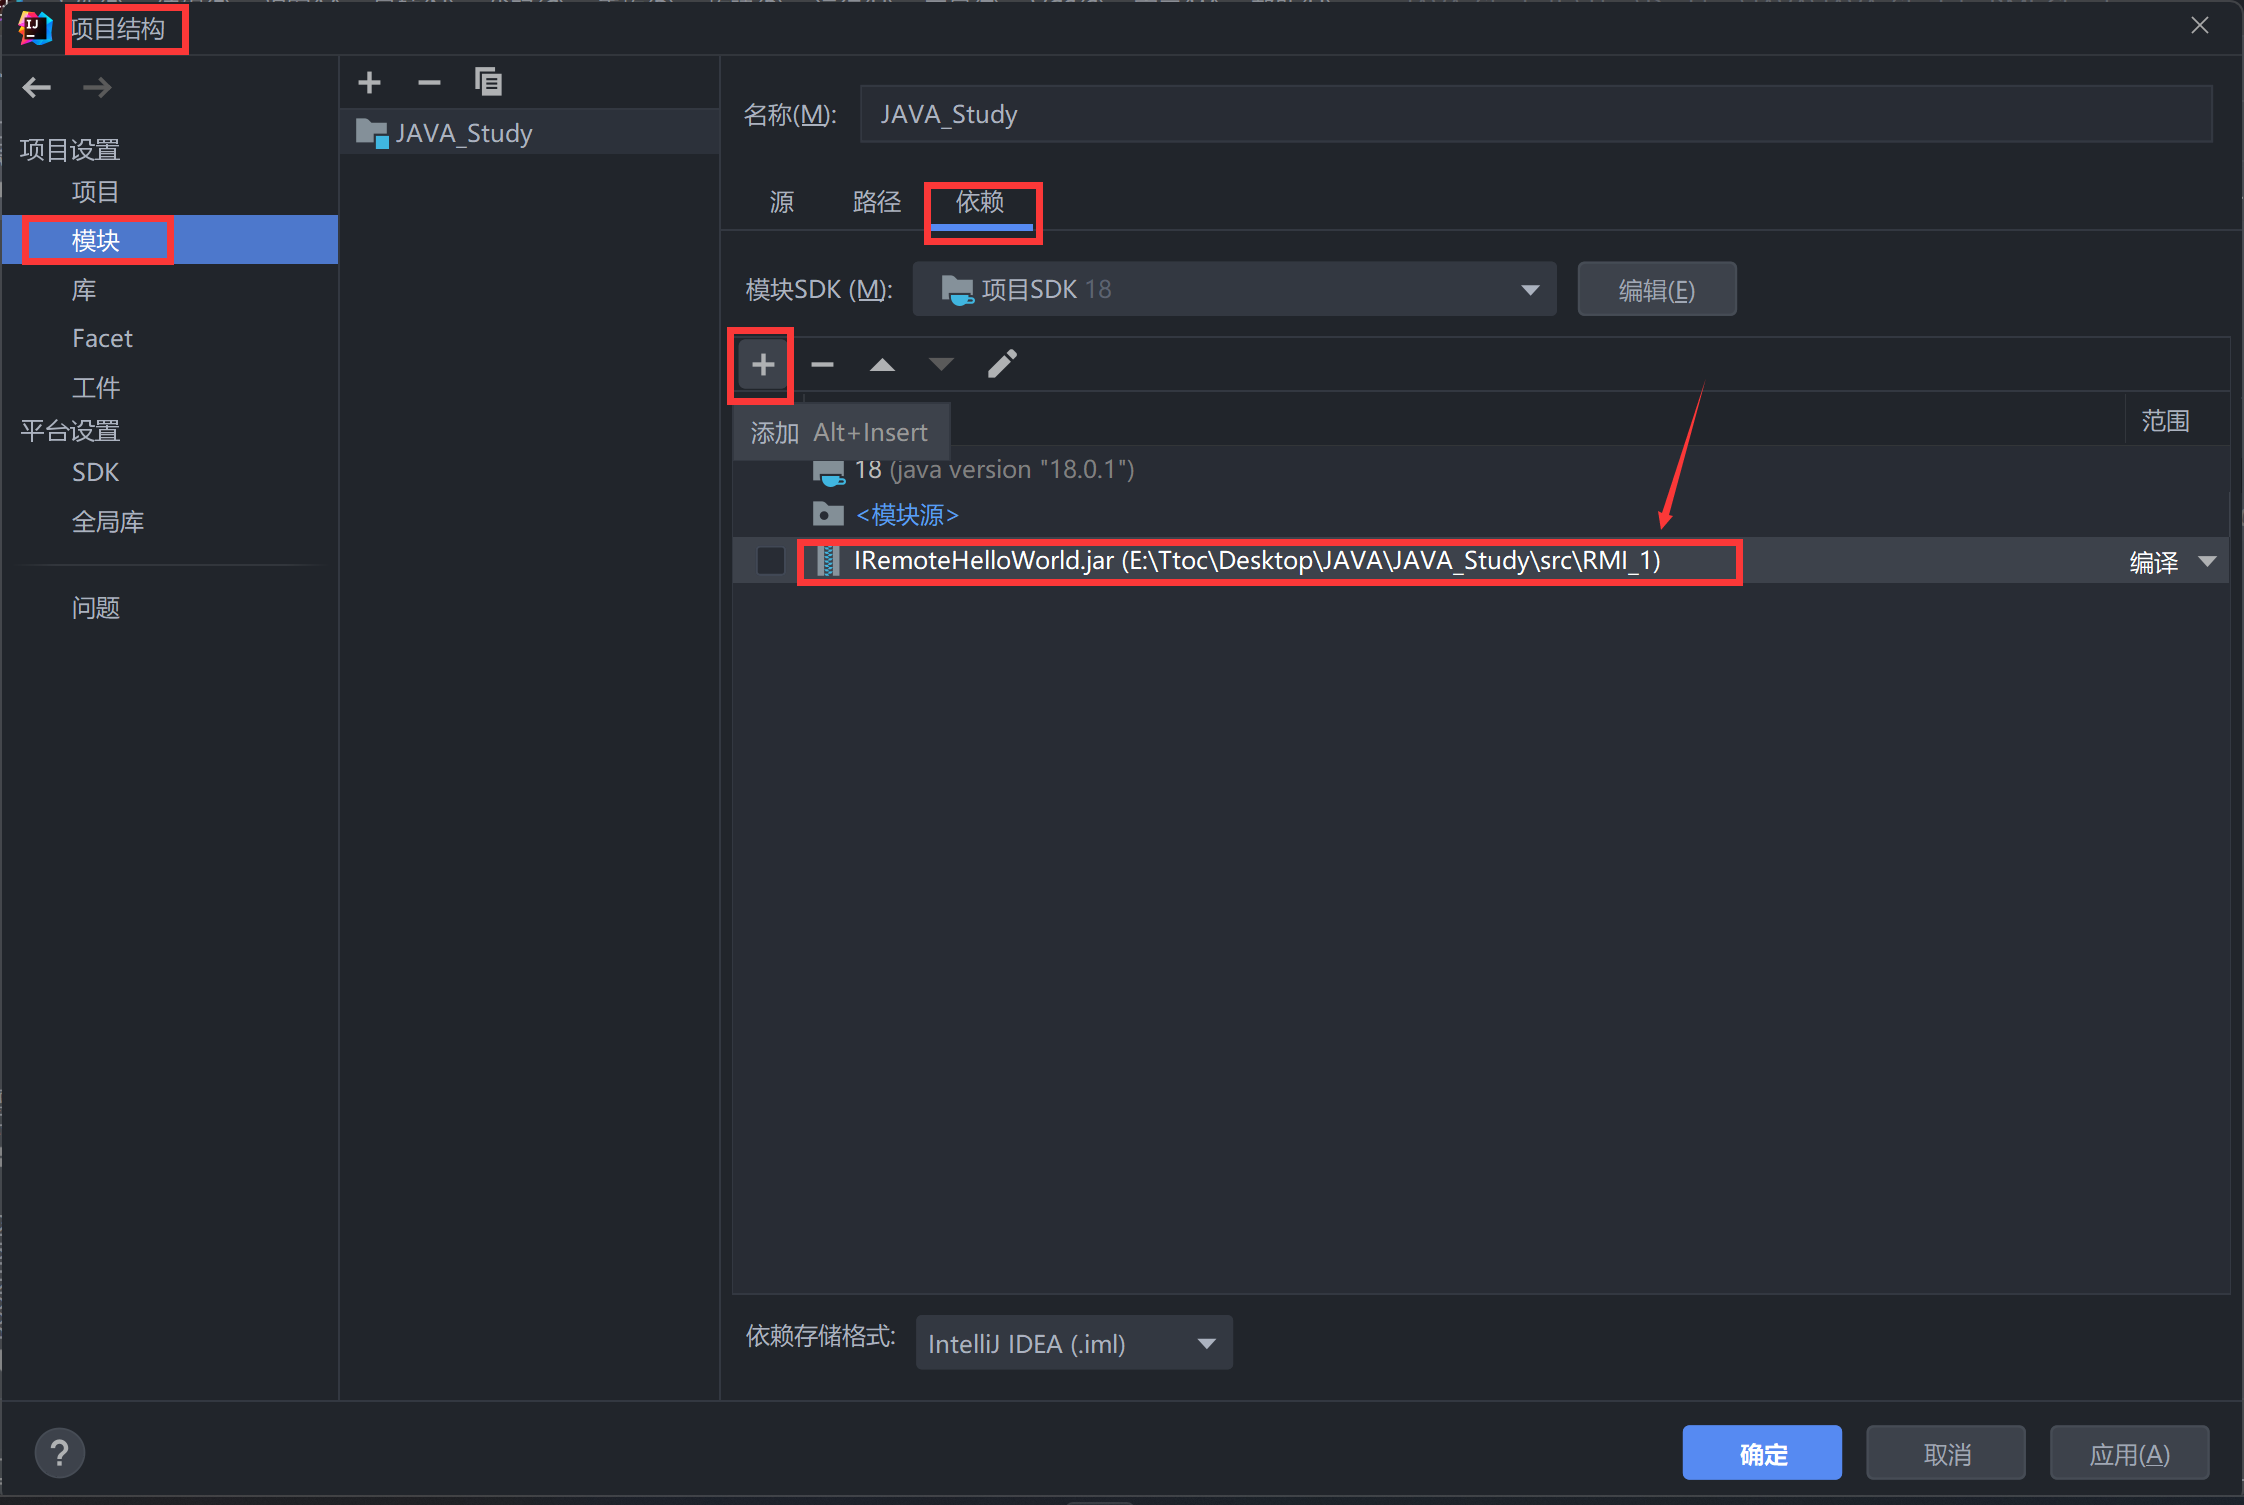 项目结构
项目设置
项目
模块
库
Facet
工件
平台设置
SDK
全局库
问题
JAVA_Study
名称(M):
JAVA_Study
源
路径
依赖
模块SDK (M):
项目SDK 18
编辑(E)
添加 Alt+Insert
范围
18 (java version "18.0.1")
<模块源>
IRemoteHelloWorld.jar (E:\Ttoc\Desktop\JAVA\JAVA_Study\src\RMI_1)
编译
依赖存储格式:
IntelliJ IDEA (.iml)
?
确定
取消
应用(A)